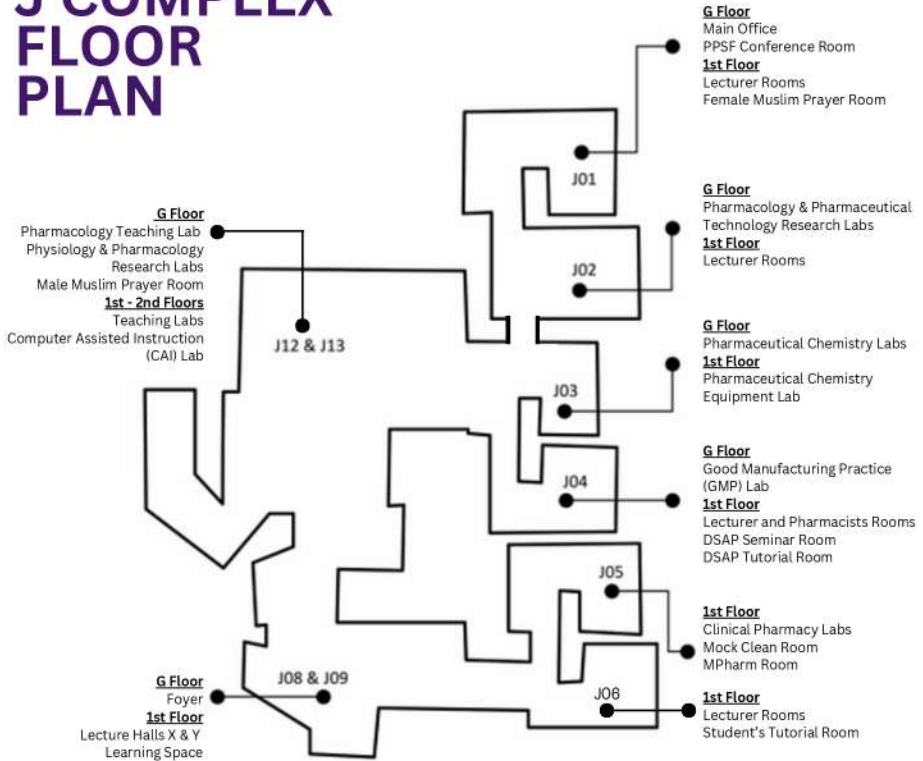 J COMPLEX
FLOOR
PLAN
G Floor
Main Office
PPSF Conference Room
1st Floor
Lecturer Rooms
Female Muslim Prayer Room
J01
G Floor
Pharmacology & Pharmaceutical
Technology Research Labs
1st Floor
Lecturer Rooms
J02
G Floor
Pharmacology Teaching Lab
Physiology & Pharmacology
Research Labs
Male Muslim Prayer Room
1st - 2nd Floors
Teaching Labs
Computer Assisted Instruction
(CAI) Lab
J12 & J13
G Floor
Pharmaceutical Chemistry Labs
1st Floor
Pharmaceutical Chemistry
Equipment Lab
J03
G Floor
Good Manufacturing Practice
(GMP) Lab
1st Floor
Lecturer and Pharmacists Rooms
DSAP Seminar Room
DSAP Tutorial Room
J04
J05
1st Floor
Clinical Pharmacy Labs
Mock Clean Room
MPharm Room
J06
1st Floor
Lecturer Rooms
Student's Tutorial Room
J08 & J09
G Floor
Foyer
1st Floor
Lecture Halls X & Y
Learning Space